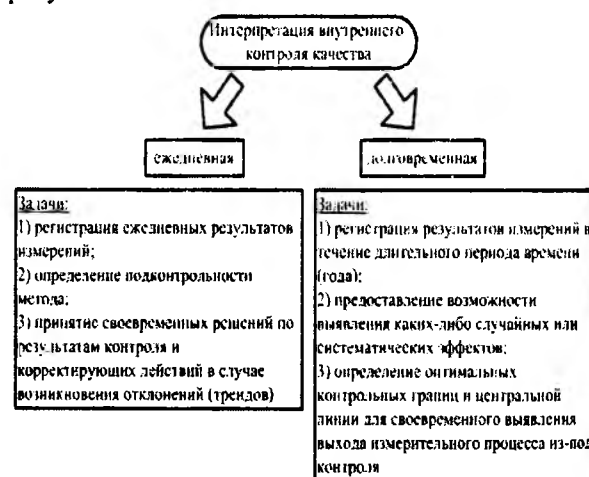 Интерпретация внутреннего
контроля качества
ежедневная
долговременная
Задачи:
1) регистрация ежедневных результатов
измерений;
2) определение подконтрольности
метода;
3) принятие своевременных решений по
результатам контроля и
корректирующих действий в случае
возникновения отклонений (трендов)
Задачи:
1) регистрация результатов измерений в
течение длительного периода времени
(года);
2) предоставление возможности
выявления каких-либо случайных или
систематических эффектов;
3) определение оптимальных
контрольных границ и центральной
линии для своевременного выявления
выхода измерительного процесса из-под
контроля